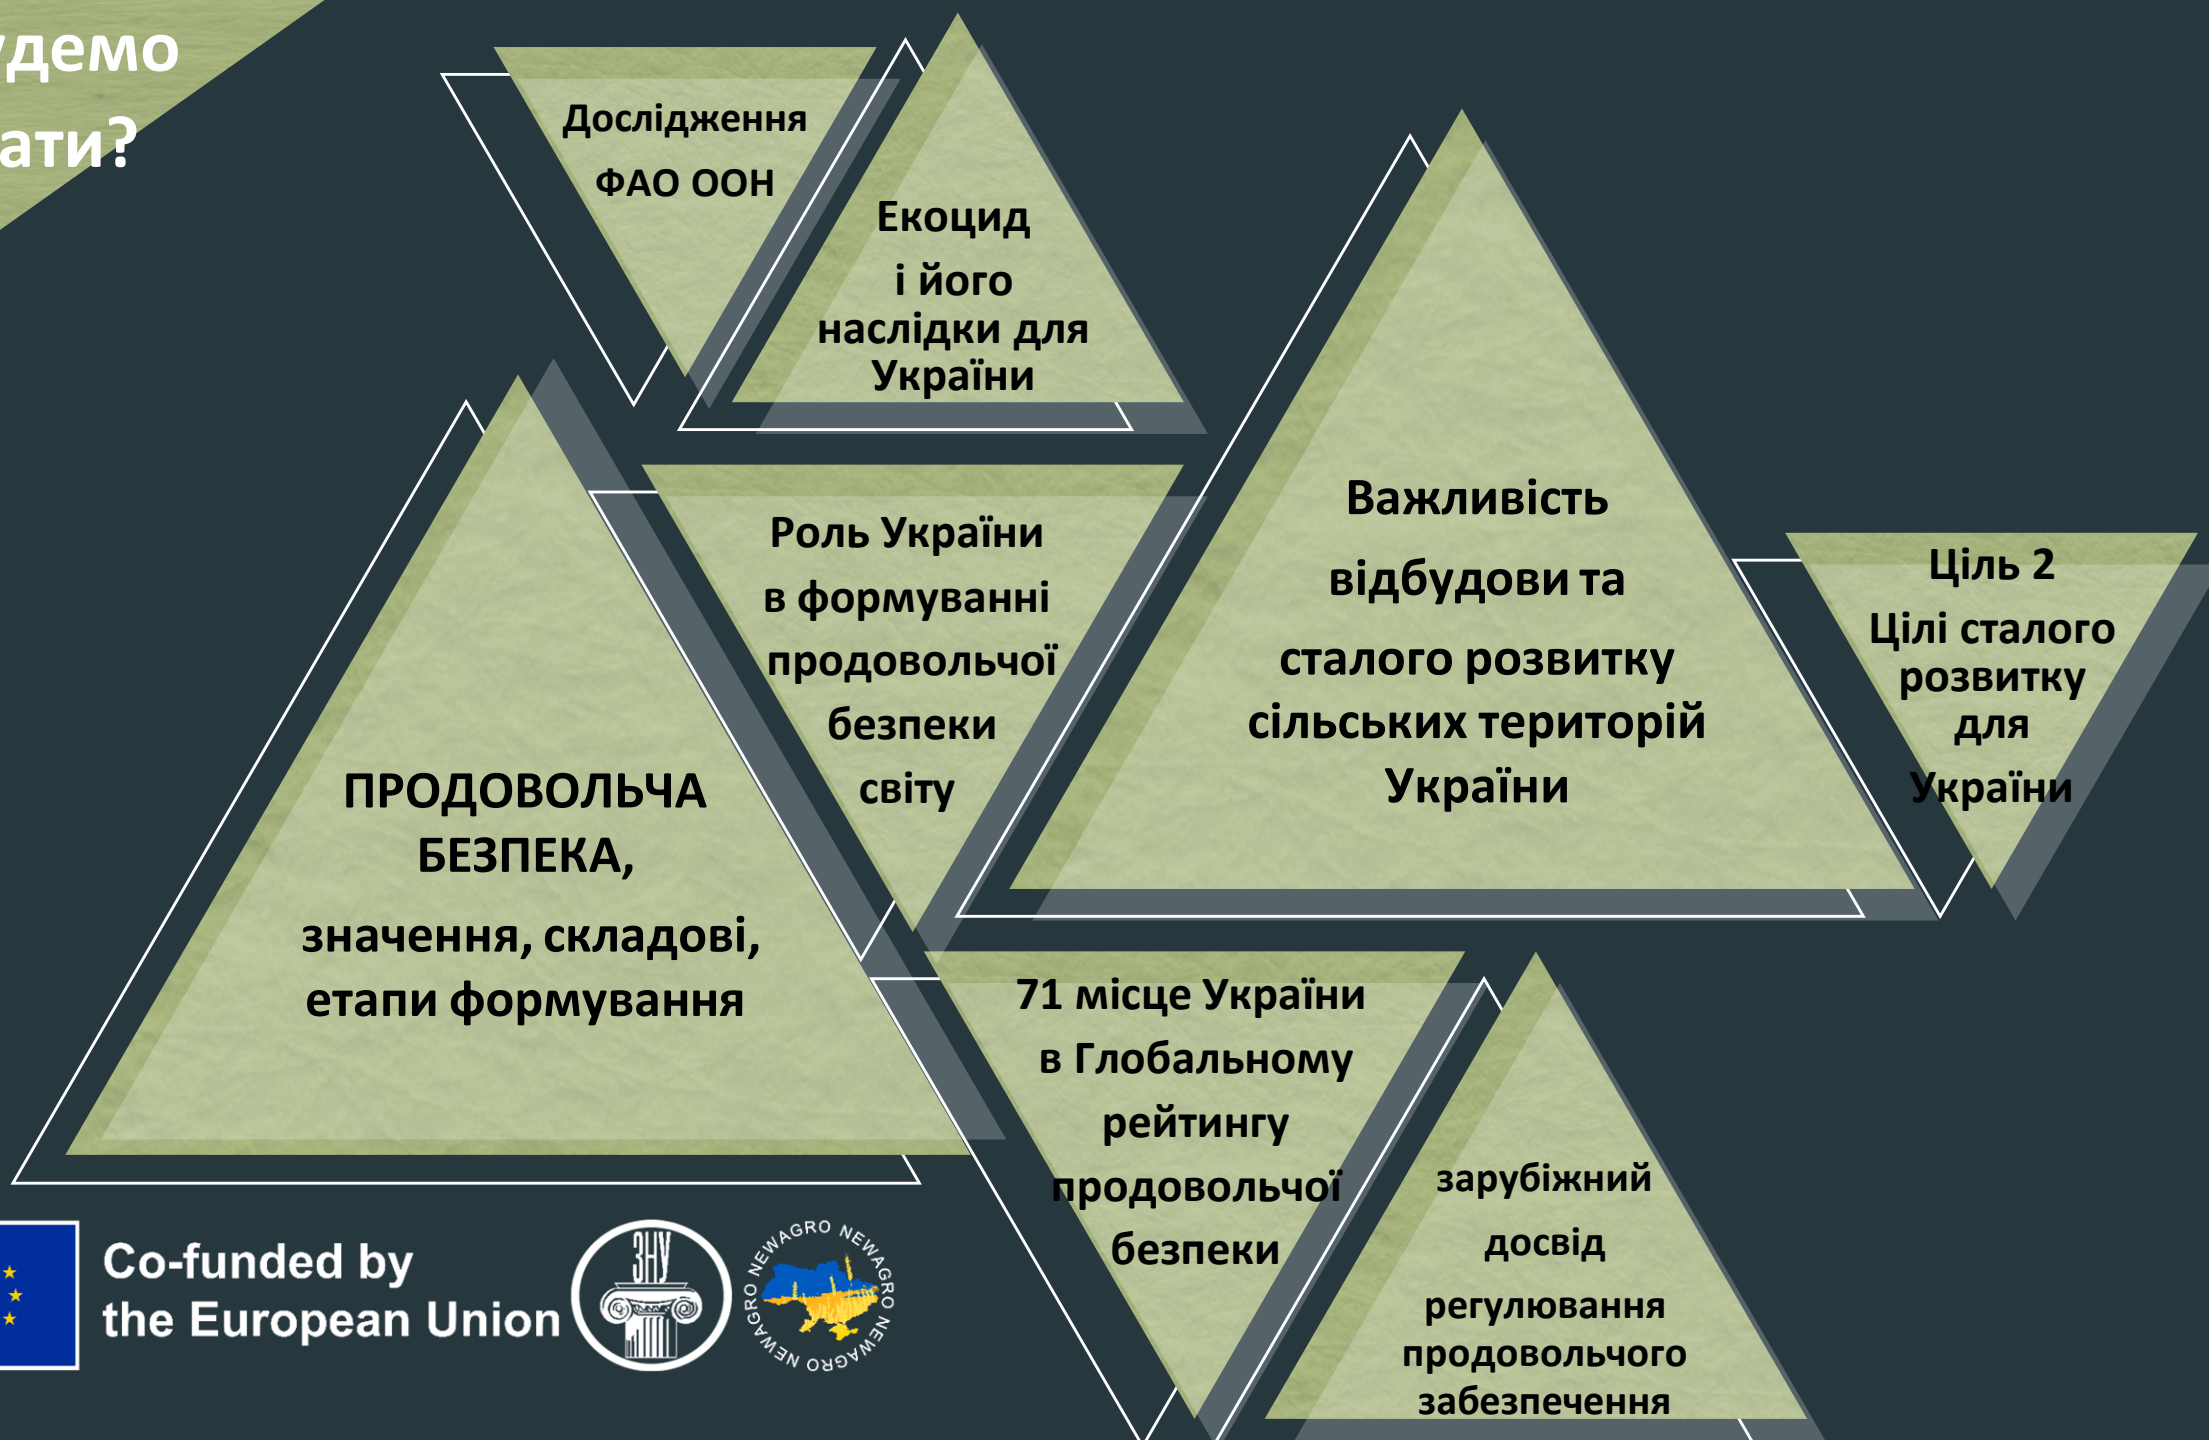 удемо
ати?
Дослідження
ФАО ООН
Екоцид
і його
наслідки для
України
Важливість
відбудови та
сталого розвитку
сільських територій
України
Ціль 2
Цілі сталого
розвитку
для
України
Роль України
в формуванні
продовольчої
безпеки
світу
ПРОДОВОЛЬЧА
БЕЗПЕКА,
значення, складові,
етапи формування
71 місце України
в Глобальному
рейтингу
продовольчої
безпеки
зарубіжний
досвід
регулювання
продовольчого
забезпечення
Co-funded by
the European Union
ЗНУ
NEWAGRO NEWAGRO NEWAGRO NEWAGRO